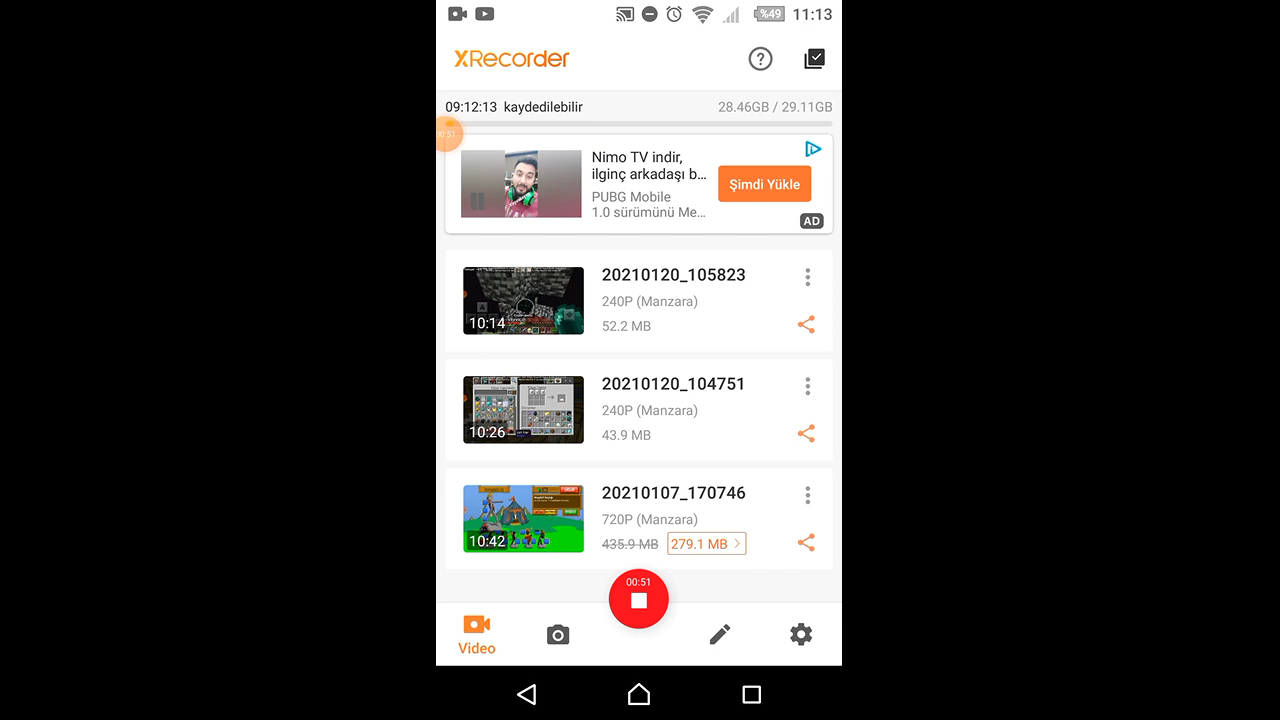 %49 11:13
XRecorder
09:12:13 kaydedilebilir 28.46GB / 29.11GB
00:51
Nimo TV indir,
ilginç arkadaşı b...
PUBG Mobile
1.0 sürümünü Me...
Şimdi Yükle
AD
20210120_105823
240P (Manzara)
52.2 MB
10:14
20210120_104751
240P (Manzara)
43.9 MB
10:26
20210107_170746
720P (Manzara)
435.9 MB 279.1 MB
10:42
00:51
Video